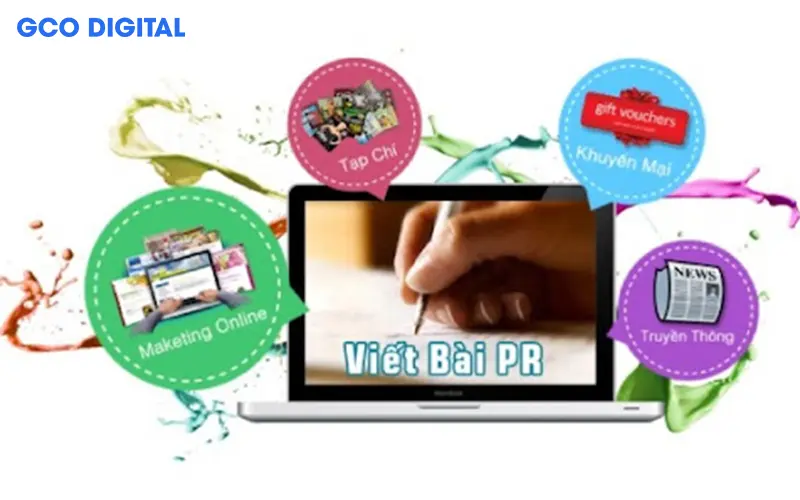 GCO DIGITAL
Tạp Chí
gift vouchers
Khuyến Mại
Maketing Online
NEWS
Truyền Thông
Viết Bài PR